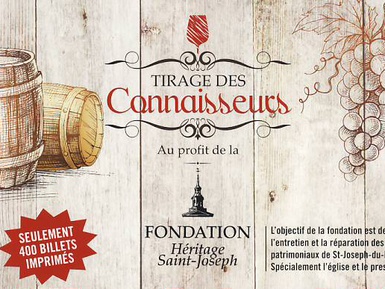 TIRAGE DES
Connaisseurs
Au profit de la
FONDATION
Héritage
Saint-Joseph
SEULEMENT
400 BILLETS
IMPRIMÉS
L'objectif de la fondation est de
l'entretien et la réparation des
patrimoniaux de St-Joseph-du-
Spécialement l'église et le pres